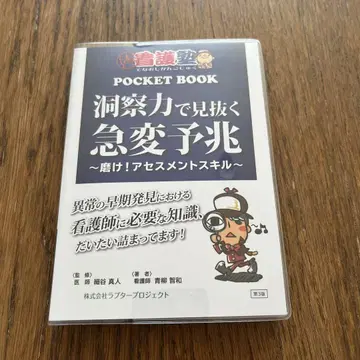 看護塾
POCKET BOOK
洞察力で見抜く
急変予兆
～磨け！アセスメントスキル～
異常の早期発見における
看護師に必要な知識、
だいたい詰まってます！
〈監修〉 〈著者〉
医師 細谷 真人 看護師 青柳 智和
株式会社ラプタープロジェクト
第3版